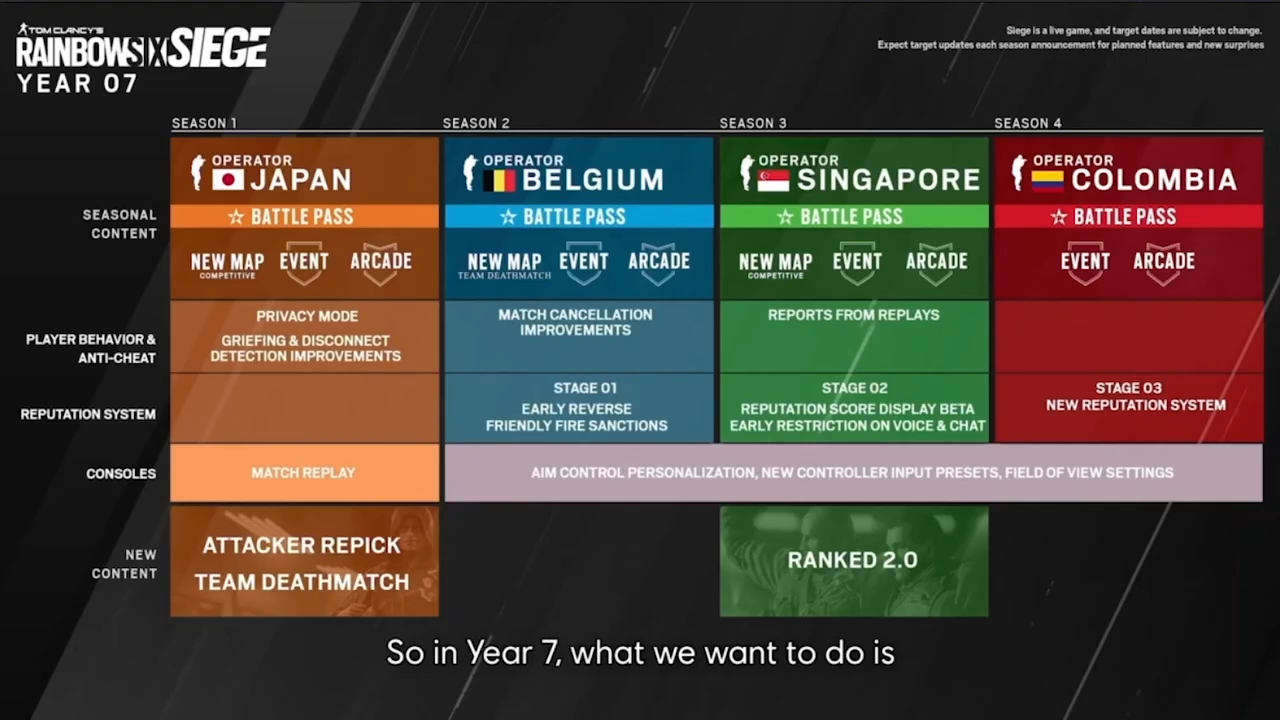 TOM CLANCY'S
RAINBOWSIX SIEGE
YEAR 07
Siege is a live game, and target dates are subject to change.
Expect target updates each season announcement for planned features and new surprises
SEASON 1
SEASON 2
SEASON 3
SEASON 4
SEASONAL
CONTENT
OPERATOR
JAPAN
BATTLE PASS
NEW MAP
COMPETITIVE
EVENT
ARCADE
OPERATOR
BELGIUM
BATTLE PASS
NEW MAP
TEAM DEATHMATCH
EVENT
ARCADE
OPERATOR
SINGAPORE
BATTLE PASS
NEW MAP
COMPETITIVE
EVENT
ARCADE
OPERATOR
COLOMBIA
BATTLE PASS
EVENT
ARCADE
PLAYER BEHAVIOR &
ANTI-CHEAT
PRIVACY MODE
GRIEFING & DISCONNECT
DETECTION IMPROVEMENTS
MATCH CANCELLATION
IMPROVEMENTS
REPORTS FROM REPLAYS
REPUTATION SYSTEM
STAGE 01
EARLY REVERSE
FRIENDLY FIRE SANCTIONS
STAGE 02
REPUTATION SCORE DISPLAY BETA
EARLY RESTRICTION ON VOICE & CHAT
STAGE 03
NEW REPUTATION SYSTEM
CONSOLES
MATCH REPLAY
AIM CONTROL PERSONALIZATION, NEW CONTROLLER INPUT PRESETS, FIELD OF VIEW SETTINGS
NEW
CONTENT
ATTACKER REPICK
TEAM DEATHMATCH
RANKED 2.0
So in Year 7, what we want to do is